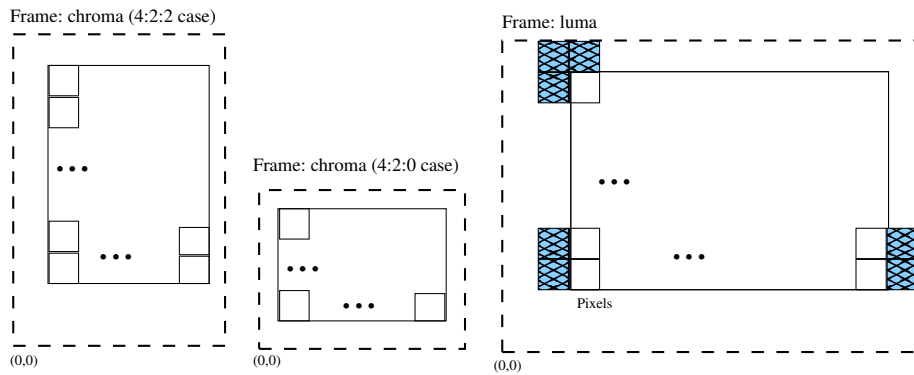 Frame: chroma (4:2:2 case)
Frame: luma
Frame: chroma (4:2:0 case)
Pixels
(0,0)
(0,0)
(0,0)